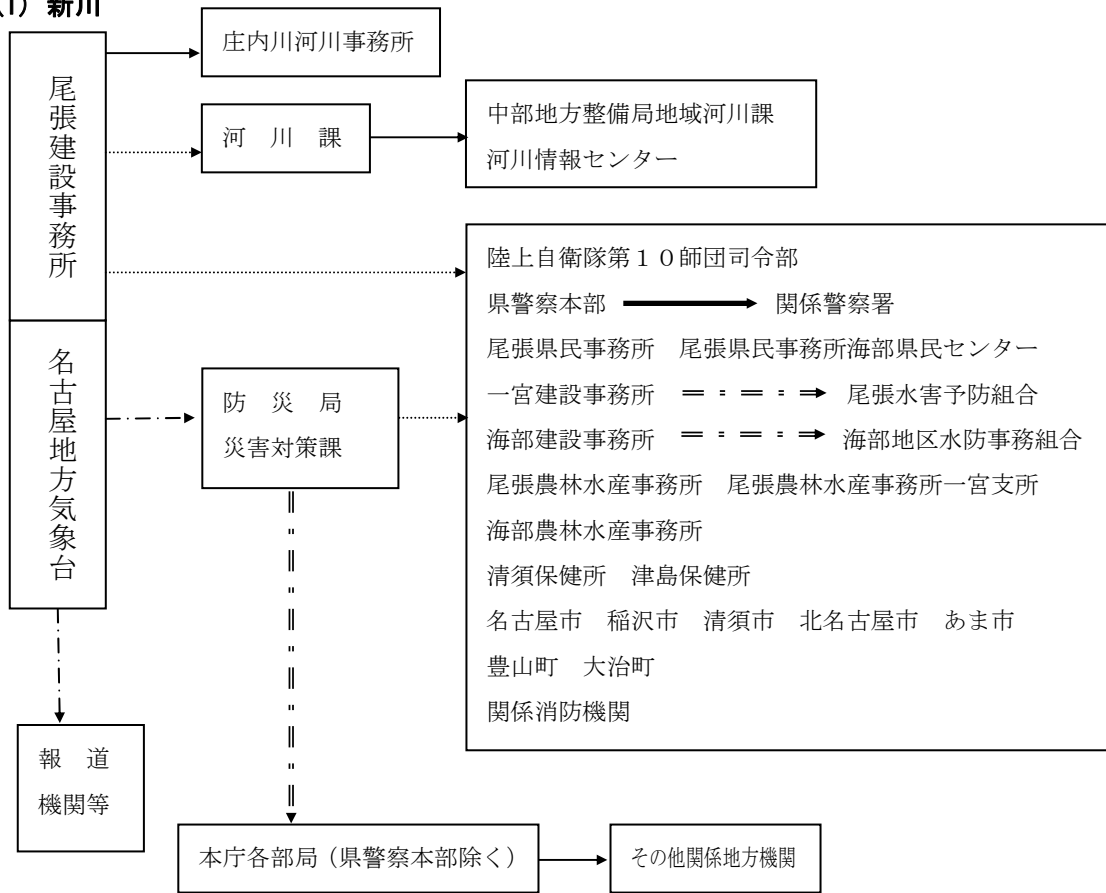 (1) 新川
尾張建設事務所
名古屋地方気象台
庄内川河川事務所
河　川　課
中部地方整備局地域河川課
河川情報センター
陸上自衛隊第１０師団司令部
県警察本部　関係警察署
尾張県民事務所　尾張県民事務所海部県民センター
一宮建設事務所　尾張水害予防組合
海部建設事務所　海部地区水防事務組合
尾張農林水産事務所　尾張農林水産事務所一宮支所
海部農林水産事務所
清須保健所　津島保健所
名古屋市　稲沢市　清須市　北名古屋市　あま市
豊山町　大治町
関係消防機関
防　災　局
災害対策課
報　道
機関等
本庁各部局（県警察本部除く）
その他関係地方機関